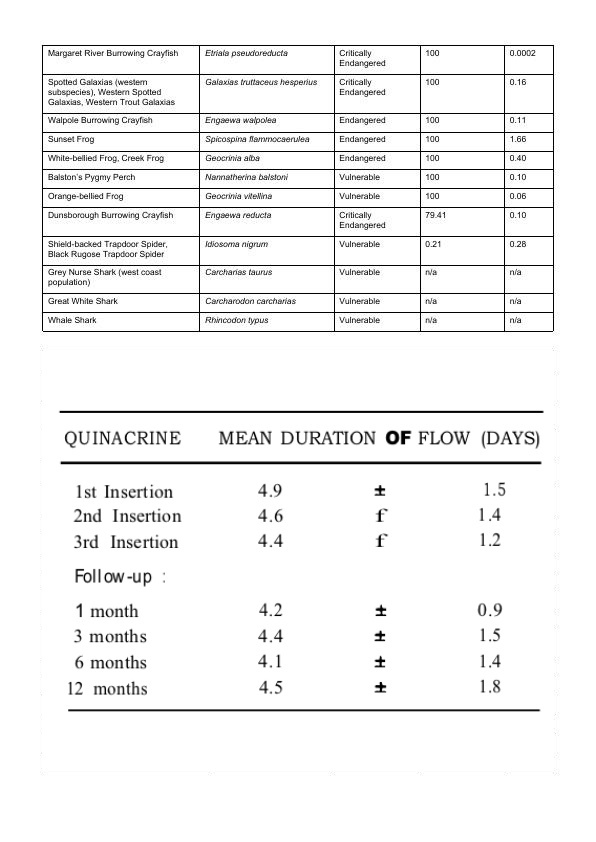 Margaret River Burrowing Crayfish Etriala pseudoreducta Critically Endangered 100 0.0002
Spotted Galaxias (western subspecies), Western Spotted Galaxias, Western Trout Galaxias Galaxias truttaceus hesperius Critically Endangered 100 0.16
Walpole Burrowing Crayfish Engaewa walpolea Endangered 100 0.11
Sunset Frog Spicospina flammocaerulea Endangered 100 1.66
White-bellied Frog, Creek Frog Geocrinia alba Endangered 100 0.40
Balston's Pygmy Perch Nannatherina balstoni Vulnerable 100 0.10
Orange-bellied Frog Geocrinia vitellina Vulnerable 100 0.06
Dunsborough Burrowing Crayfish Engaewa reducta Critically Endangered 79.41 0.10
Shield-backed Trapdoor Spider, Black Rugose Trapdoor Spider Idiosoma nigrum Vulnerable 0.21 0.28
Grey Nurse Shark (west coast population) Carcharias taurus Vulnerable n/a n/a
Great White Shark Carcharodon carcharias Vulnerable n/a n/a
Whale Shark Rhincodon typus Vulnerable n/a n/a
QUINACRINE MEAN DURATION OF FLOW (DAYS)
1st Insertion 4.9 ± 1.5
2nd Insertion 4.6 f 1.4
3rd Insertion 4.4 f 1.2
Follow-up :
1 month 4.2 ± 0.9
3 months 4.4 ± 1.5
6 months 4.1 ± 1.4
12 months 4.5 ± 1.8